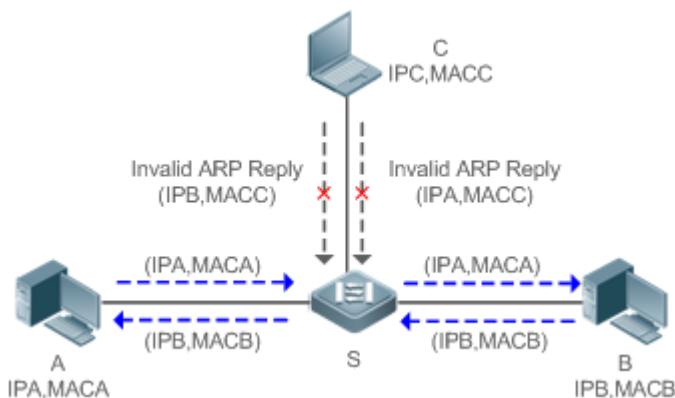 C
IPC,MACC
Invalid ARP Reply
(IPB,MACC)
Invalid ARP Reply
(IPA,MACC)
(IPA,MACA)
(IPA,MACA)
(IPB,MACB)
(IPB,MACB)
A
IPA,MACA
S
B
IPB,MACB